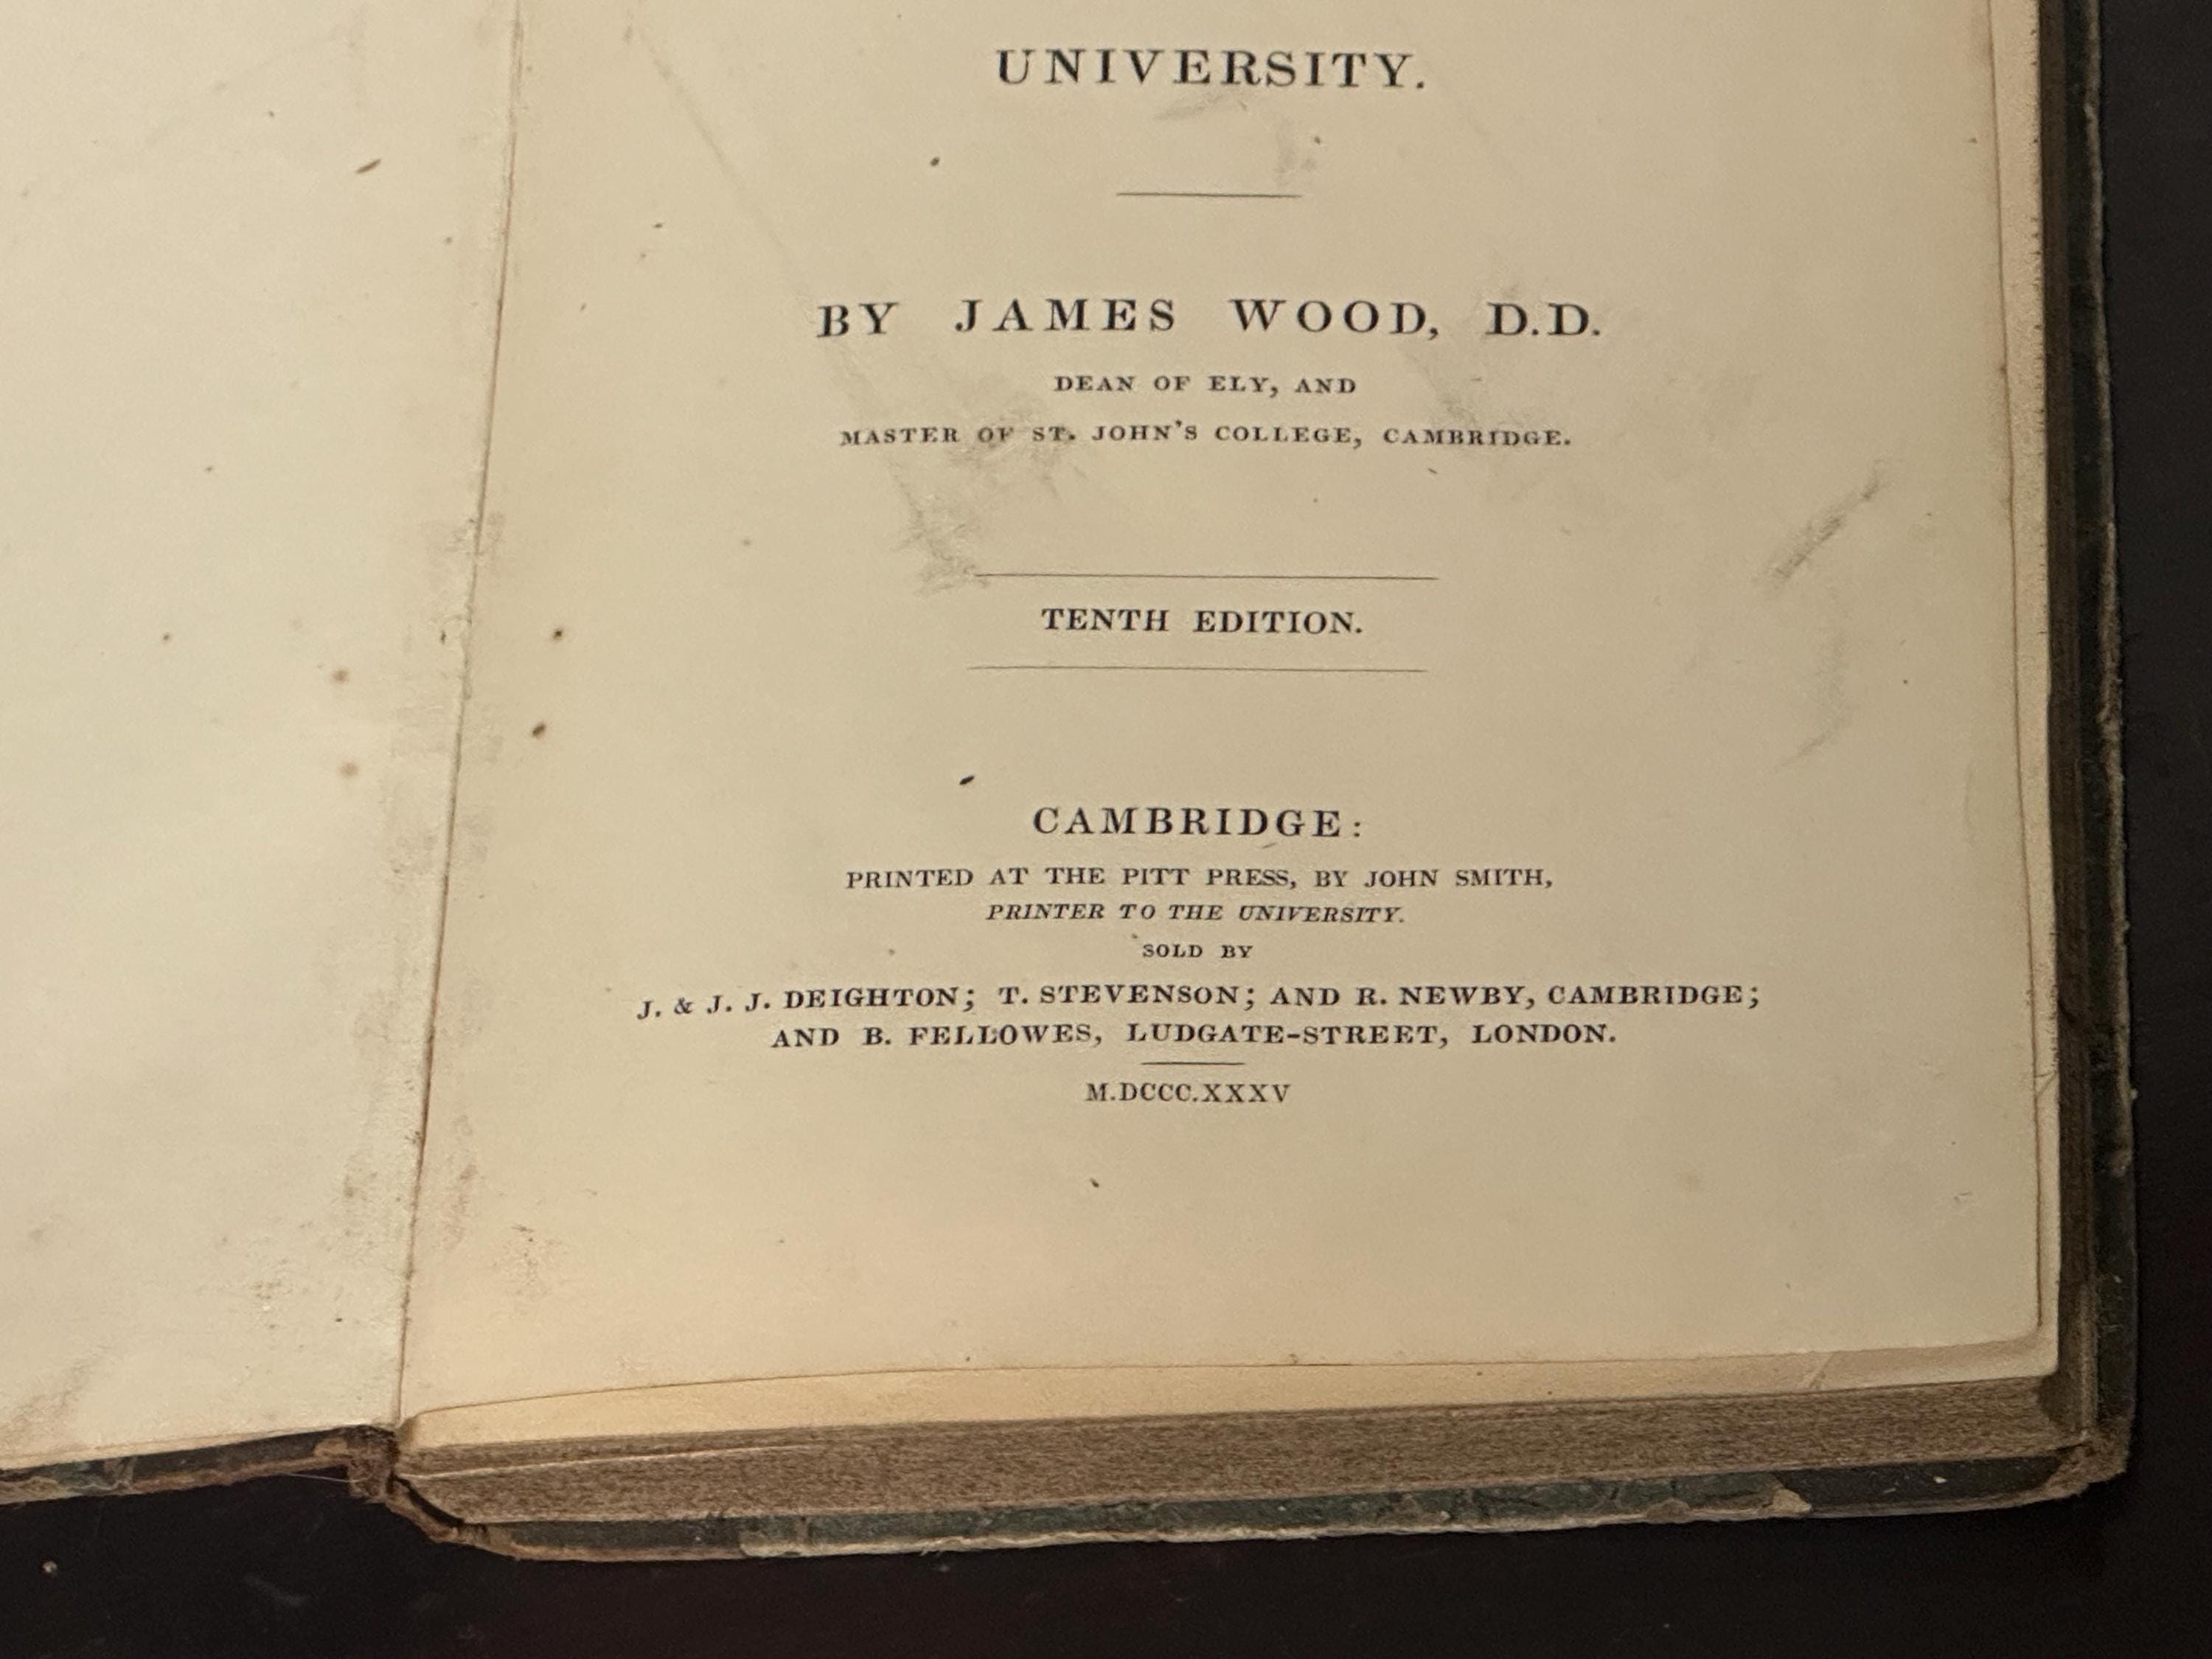 UNIVERSITY.
BY JAMES WOOD, D.D.
DEAN OF ELY, AND
MASTER OF ST. JOHN'S COLLEGE, CAMBRIDGE.
TENTH EDITION.
CAMBRIDGE:
PRINTED AT THE PITT PRESS, BY JOHN SMITH,
PRINTER TO THE UNIVERSITY.
SOLD BY
J. & J. J. DEIGHTON; T. STEVENSON; AND R. NEWBY, CAMBRIDGE;
AND B. FELLOWES, LUDGATE-STREET, LONDON.
M.DCCC.XXXV